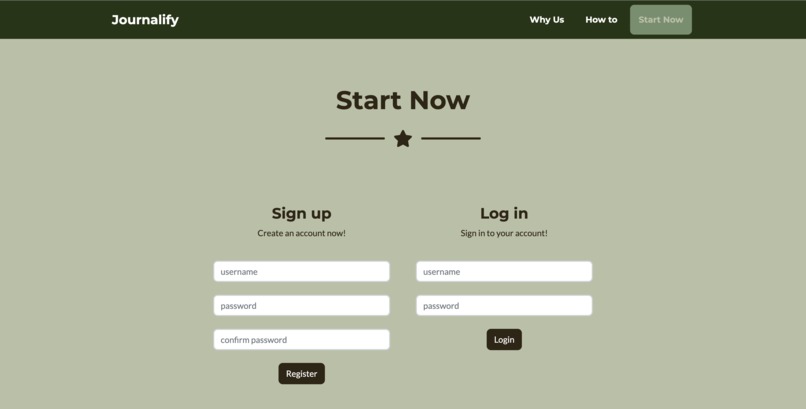 Journalify Why Us How to Start Now
Start Now
Sign up
Create an account now!
username
password
confirm password
Register
Log in
Sign in to your account!
username
password
Login